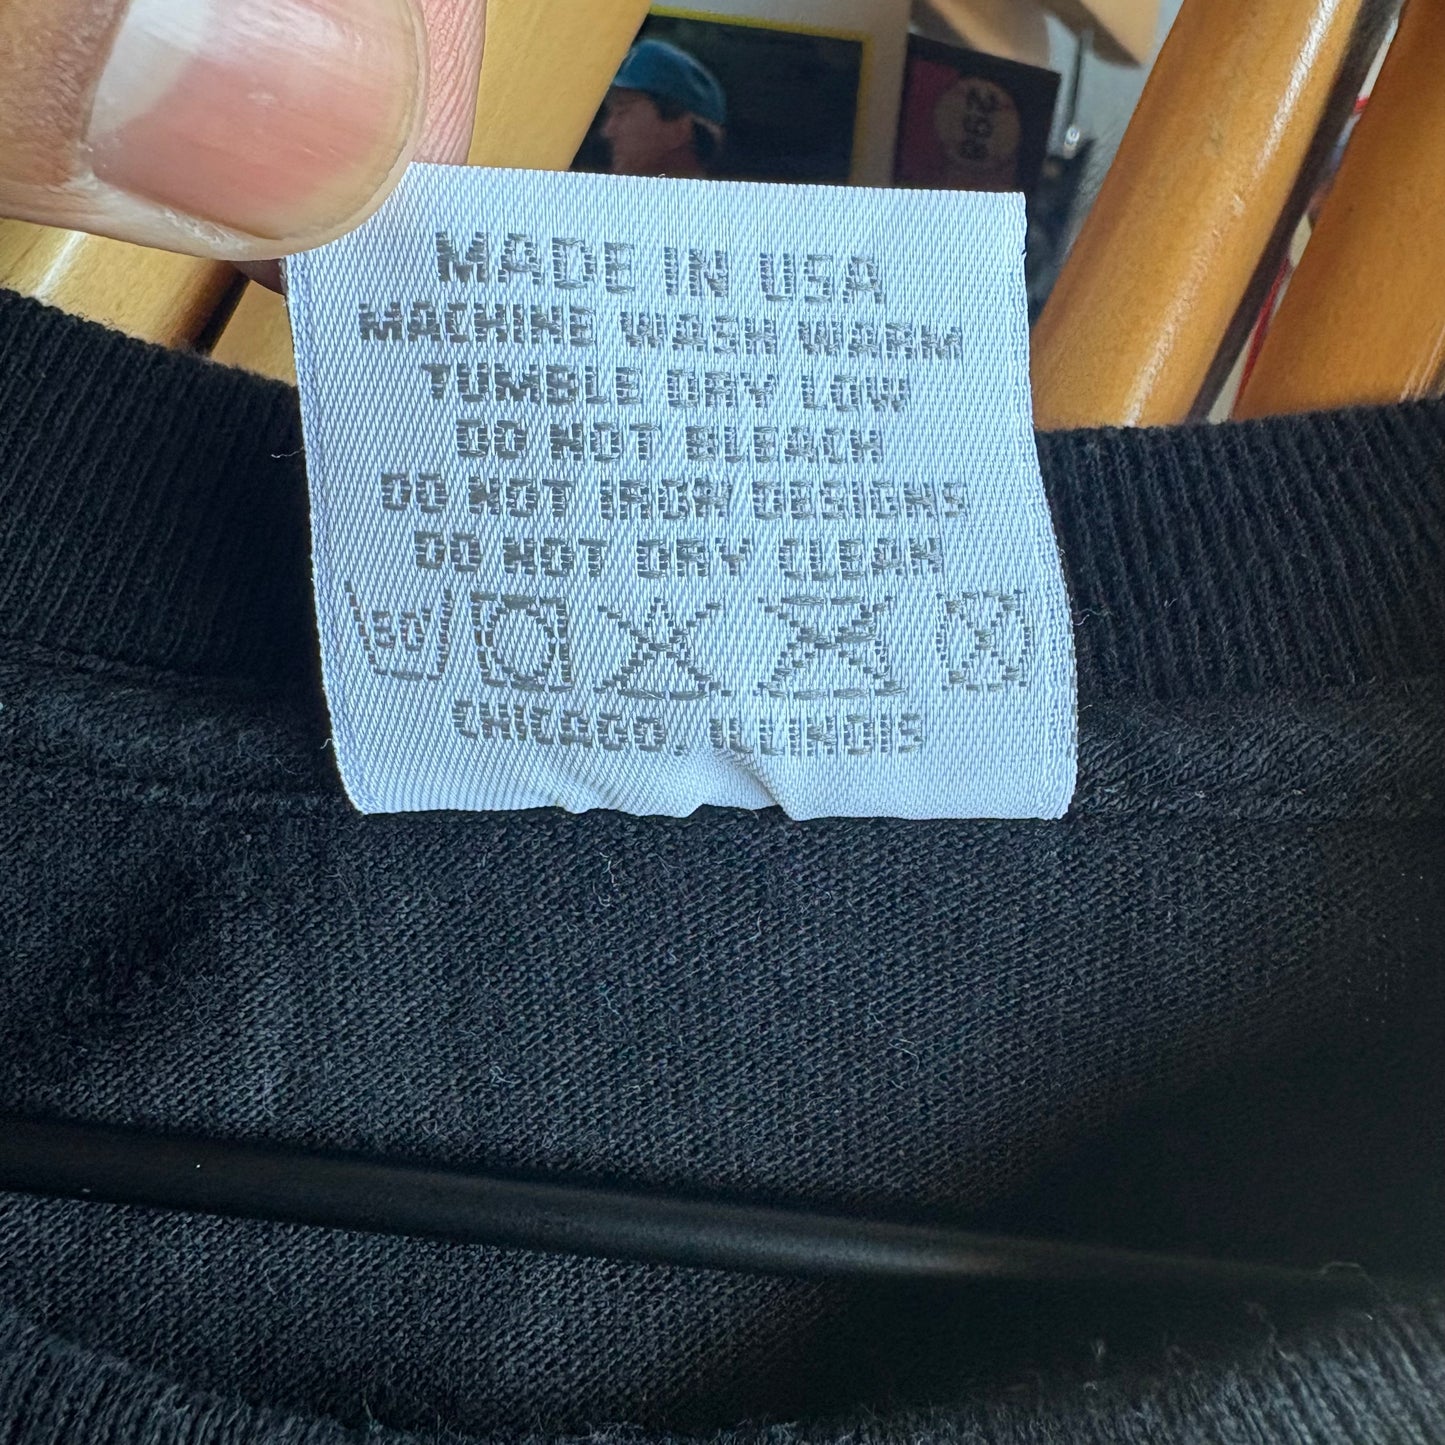 299
MADE IN USA
MACHINE WASH WARM
TUMBLE DRY LOW
DO NOT BLEACH
DO NOT IRON DESIGNS
DO NOT DRY CLEAN
CHICAGO, ILLINOIS